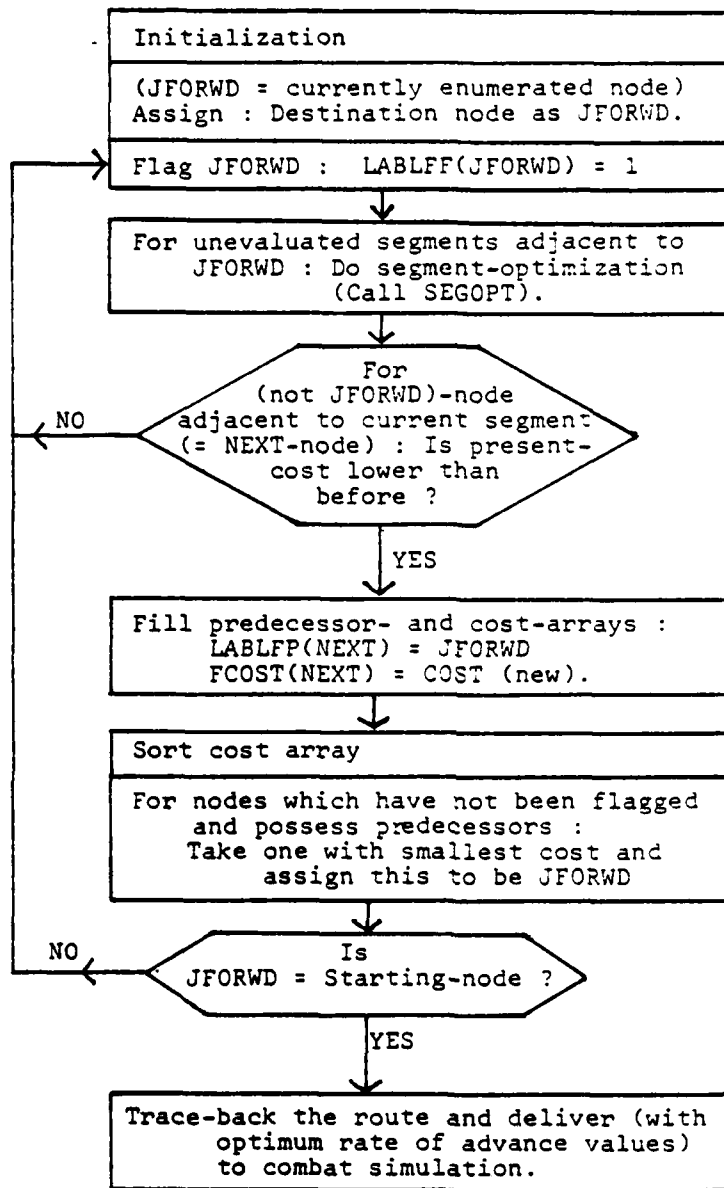 Initialization
(JFORWD = currently enumerated node)
Assign : Destination node as JFORWD.
Flag JFORWD : LABLFF(JFORWD) = 1
For unevaluated segments adjacent to
JFORWD : Do segment-optimization
(Call SEGOPT).
For
(not JFORWD)-node
adjacent to current segment
(= NEXT-node) : Is present-
cost lower than
before ?
NO
YES
Fill predecessor- and cost-arrays :
LABLFP(NEXT) = JFORWD
FCOST(NEXT) = COST (new).
Sort cost array
For nodes which have not been flagged
and possess predecessors :
Take one with smallest cost and
assign this to be JFORWD
NO
Is
JFORWD = Starting-node ?
YES
Trace-back the route and deliver (with
optimum rate of advance values)
to combat simulation.